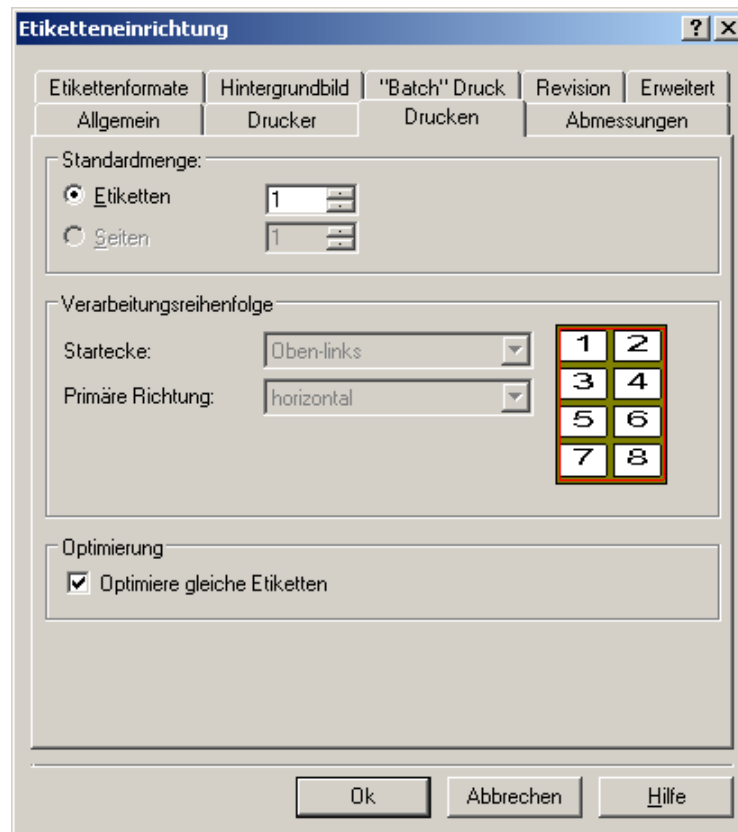 Etiketteneinrichtung
Etikettenformate Hintergrundbild "Batch" Druck Revision Erweitert
Allgemein Drucker Drucken Abmessungen
Standardmenge:
Etiketten 1
Seiten 1
Verarbeitungsreihenfolge
Startecke: Oben-links
Primäre Richtung: horizontal
1 2
3 4
5 6
7 8
Optimierung
Optimiere gleiche Etiketten
Ok Abbrechen Hilfe